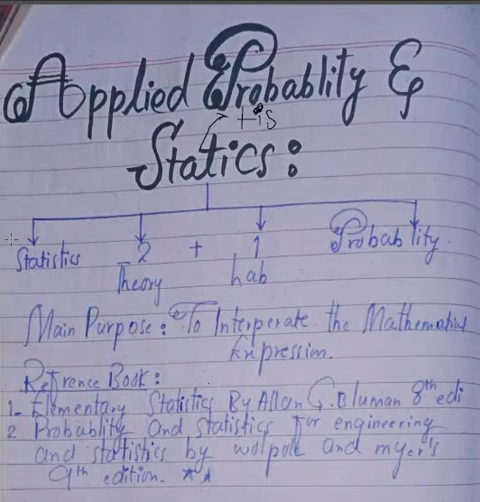 Applied Probablity &
+is
Statics:
Statistics 2 + 1 Probability
Theory Lab
Main Purpose: To Interperate the Mathematical
Expression.
Refrence Book:
1- Elementary Statistics By Allan G. Bluman 8th edi
2 Probablity And Statistics for engineering
and statistics by walpole and myer's
9th edition. **